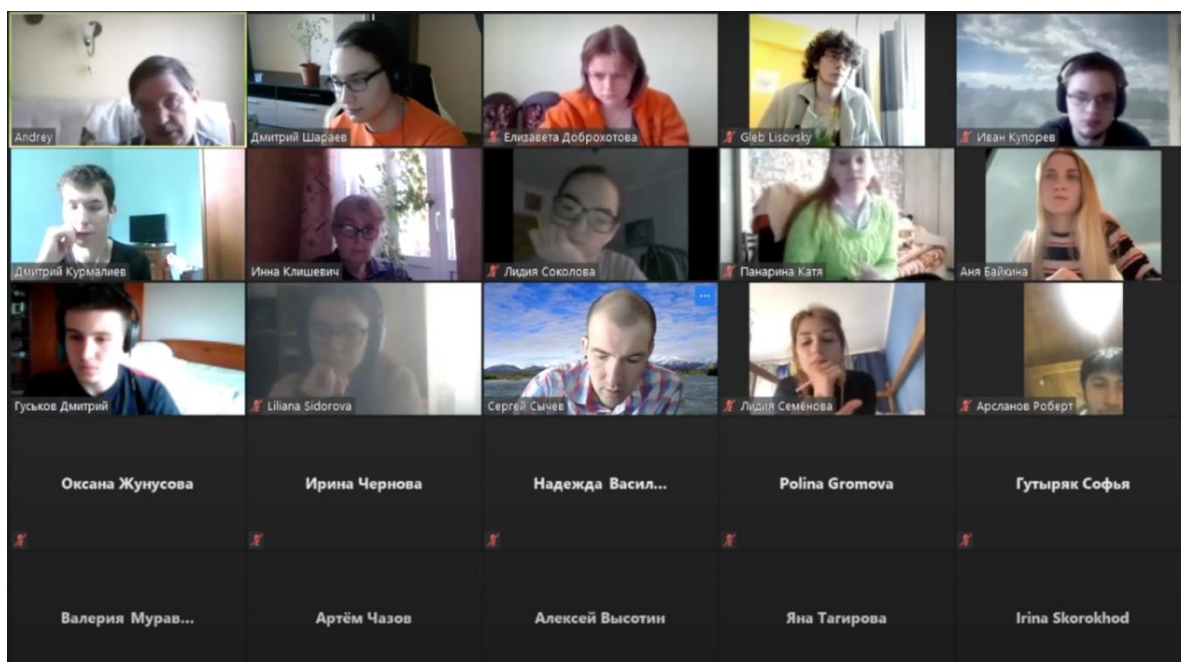 Andrey
Дмитрий Шараев
Елизавета Доброхотова
Gleb Lisovsky
Иван Купорев
Дмитрий Курмалиев
Инна Клишевич
Лидия Соколова
Панарина Катя
Аня Байкина
Гуськов Дмитрий
Liliana Sidorova
Сергей Сычев
Лидия Семёнова
Арсланов Роберт
Оксана Жунусова
Ирина Чернова
Надежда Васил...
Polina Gromova
Гутыряк Софья
Валерия Мурав...
Артём Чазов
Алексей Высотин
Яна Тагирова
Irina Skorokhod